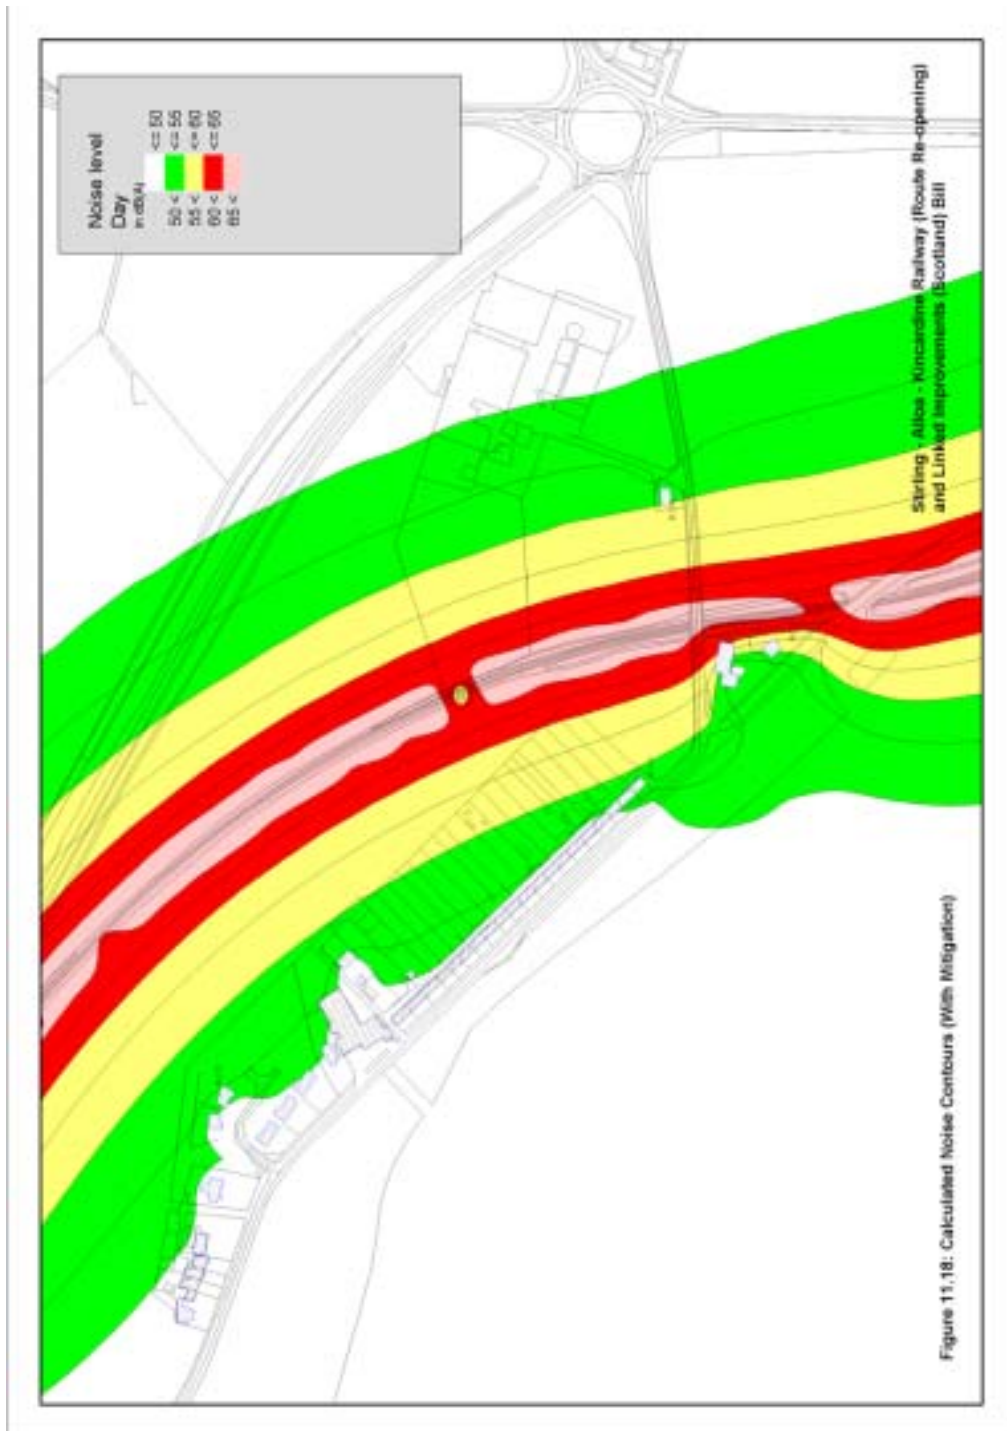 Noise level
Day
in dB(A)
<= 50
50 < <= 55
55 < <= 60
60 < <= 65
65 <
Stirling - Alloa - Kincardine Railway (Route Re-opening)
and Linked Improvements (Scotland) Bill
Figure 11.18: Calculated Noise Contours (With Mitigation)